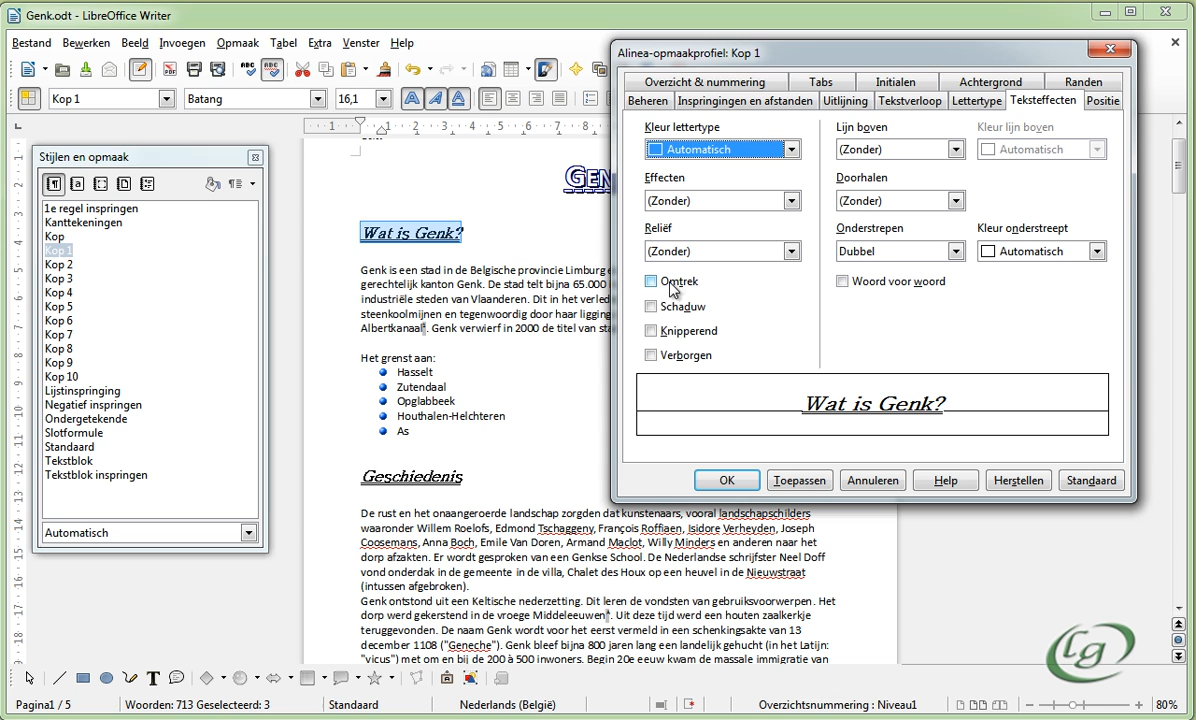 Genk.odt - LibreOffice Writer
Bestand Bewerken Beeld Invoegen Opmaak Tabel Extra Venster Help
Kop 1 Batang 16,1
Stijlen en opmaak
1e regel inspringen
Kanttekeningen
Kop
Kop 1
Kop 2
Kop 3
Kop 4
Kop 5
Kop 6
Kop 7
Kop 8
Kop 9
Kop 10
Lijstinspringing
Negatief inspringen
Ondergetekende
Slotformule
Standaard
Tekstblok
Tekstblok inspringen
Automatisch
Wat is Genk?
Genk is een stad in de Belgische provincie Limburg
gerechtelijk kanton Genk. De stad telt bijna 65.000
industriële steden van Vlaanderen. Dit in het verled
steenkoolmijnen en tegenwoordig door haar ligging
Albertkanaal. Genk verwierf in 2000 de titel van sta
Het grenst aan:
Hasselt
Zutendaal
Opglabbeek
Houthalen-Helchteren
As
Geschiedenis
De rust en het onaangeroerde landschap zorgden dat kunstenaars, vooral landschapschilders
waaronder Willem Roelofs, Edmond Tschaggeny, François Roffiaen, Isidore Verheyden, Joseph
Coosemans, Anna Boch, Emile Van Doren, Armand Maclot, Willy Minders en anderen naar het
dorp afzakten. Er wordt gesproken van een Genkse School. De Nederlandse schrijfster Neel Doff
vond onderdak in de gemeente in de villa, Chalet des Houx op een heuvel in de Nieuwstraat
(intussen afgebroken).
Genk ontstond uit een Keltische nederzetting. Dit leren de vondsten van gebruiksvoorwerpen. Het
dorp werd gekerstend in de vroege Middeleeuwen. Uit deze tijd werd een houten zaalkerkje
teruggevonden. De naam Genk wordt voor het eerst vermeld in een schenkingsakte van 13
december 1108 ("Geneche"). Genk bleef bijna 800 jaren lang een landelijk gehucht (in het Latijn:
"vicus") met om en bij de 200 à 500 inwoners. Begin 20e eeuw kwam de massale immigratie van
Alinea-opmaakprofiel: Kop 1
Overzicht & nummering Tabs Initialen Achtergrond Randen
Beheren Inspringingen en afstanden Uitlijning Tekstverloop Lettertype Teksteffecten Positie
Kleur lettertype Lijn boven Kleur lijn boven
Automatisch (Zonder) Automatisch
Effecten Doorhalen
(Zonder) (Zonder)
Reliëf Onderstrepen Kleur onderstreept
(Zonder) Dubbel Automatisch
Omtrek Woord voor woord
Schaduw
Knipperend
Verborgen
Wat is Genk?
OK Toepassen Annuleren Help Herstellen Standaard
Lg
Pagina1 / 5 Woorden: 713 Geselecteerd: 3 Standaard Nederlands (België) Overzichtsnummering : Niveau1 80%